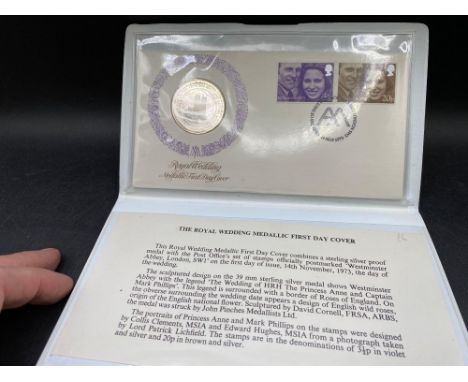 20p
14 NOV 1973
Royal Wedding
Medallic First Day Cover
THE ROYAL WEDDING MEDALLIC FIRST DAY COVER
This Royal Wedding Medallic First Day Cover combines a sterling silver proof
medal with the Post Office's set of stamps officially postmarked 'Westminster
Abbey, London, SW1' on the first day of issue, 14th November, 1973, the day of
the wedding.
The sculptured design on the 39 mm sterling silver medal shows Westminster
Abbey with the legend 'The Wedding of HRH The Princess Anne and Captain
Mark Phillips'. This legend is surrounded with a border of Roses of England. On
the obverse surrounding the wedding date appears a design of English wild roses,
origin of the English national flower. Sculptured by David Cornell, FRSA, ARBS,
the medal was struck by John Pinches Medallists Ltd.
The portraits of Princess Anne and Mark Phillips on the stamps were designed
by Collis Clements, MSIA and Edward Hughes, MSIA from a photograph taken
by Lord Patrick Lichfield. The stamps are in the denominations of 3½p in violet
and silver and 20p in brown and silver.